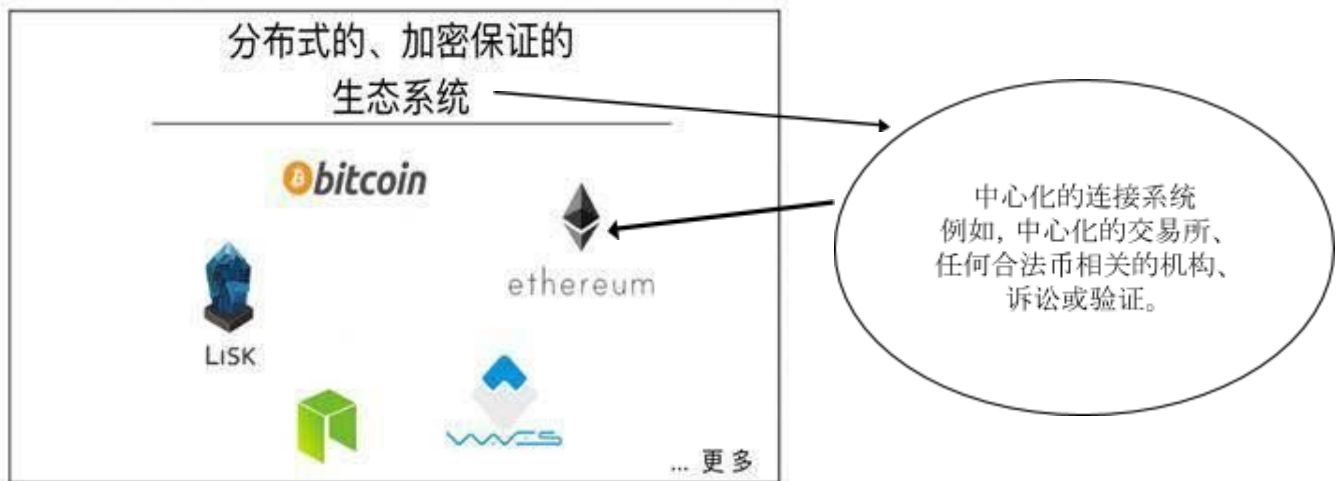 分布式的、加密保证的
生态系统
bitcoin
ethereum
LISK
WAVES
... 更多
中心化的连接系统
例如, 中心化的交易所、
任何合法币相关的机构、
诉讼或验证。